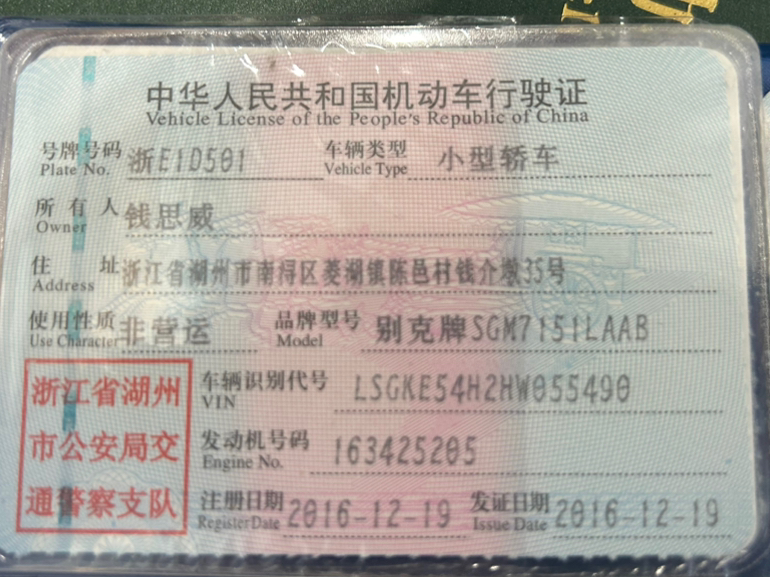 中华人民共和国机动车行驶证
Vehicle License of the People's Republic of China
号牌号码 浙E1D501 车辆类型 小型轿车
Plate No. Vehicle Type
所有人 钱思威
Owner
住址 浙江省湖州市南浔区菱湖镇陈邑村钱介墩35号
Address
使用性质 非营运 品牌型号 别克牌SGM7151LAAB
Use Character Model
浙江省湖州
市公安局交
通警察支队
车辆识别代号 LSGKE54H2HW055490
VIN
发动机号码 163425205
Engine No.
注册日期 2016-12-19 发证日期 2016-12-19
Register Date Issue Date